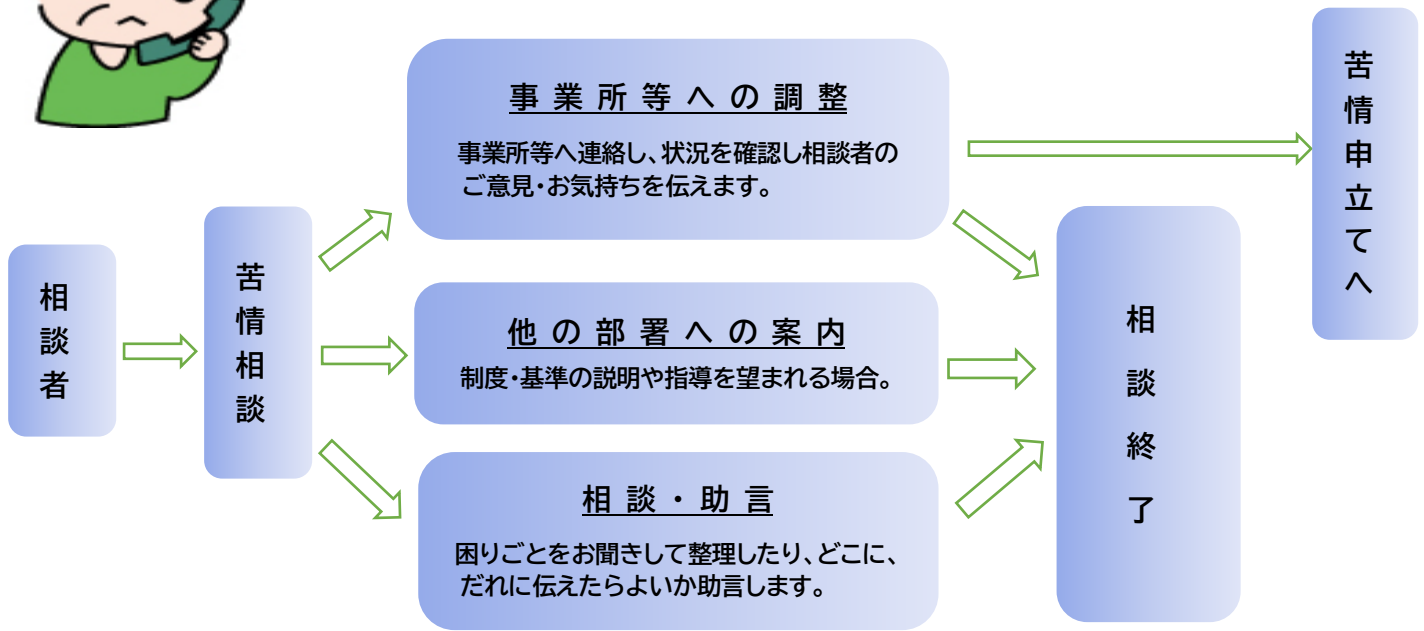 相談者
苦情相談
事業所等への調整
事業所等へ連絡し、状況を確認し相談者の
ご意見・お気持ちを伝えます。
他の部署への案内
制度・基準の説明や指導を望まれる場合。
相談・助言
困りごとをお聞きして整理したり、どこに、
だれに伝えたらよいか助言します。
相談終了
苦情申立てへ